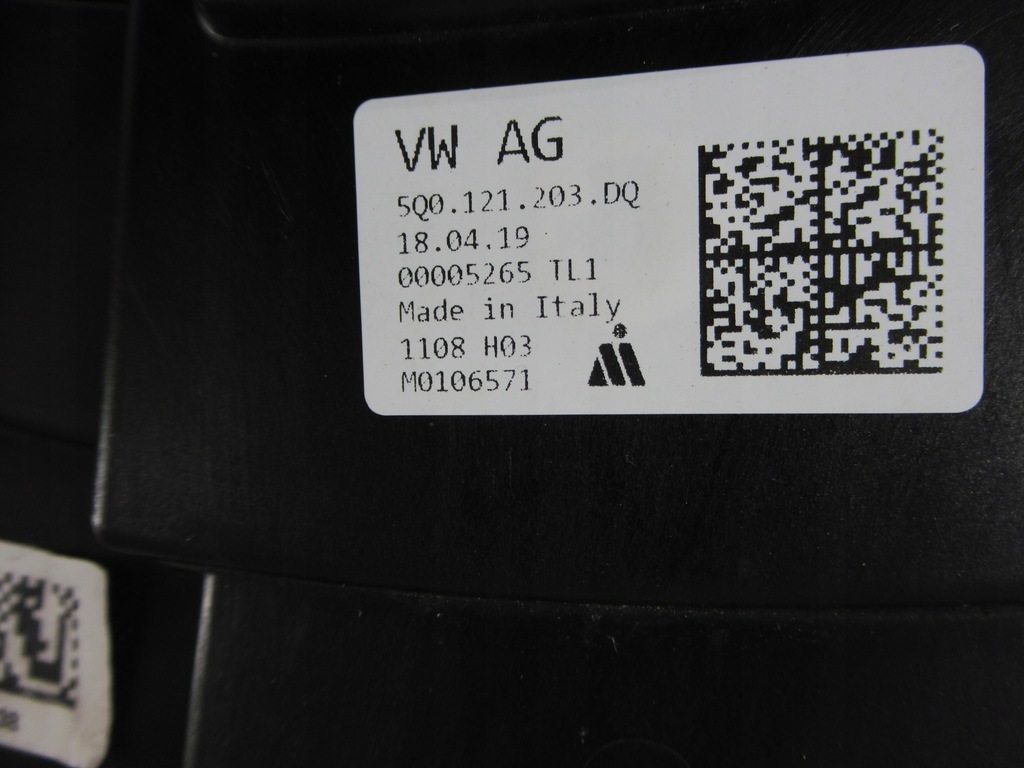 VW AG
5Q0.121.203.DQ
18.04.19
00005265 TL1
Made in Italy
1108 H03
M0106571